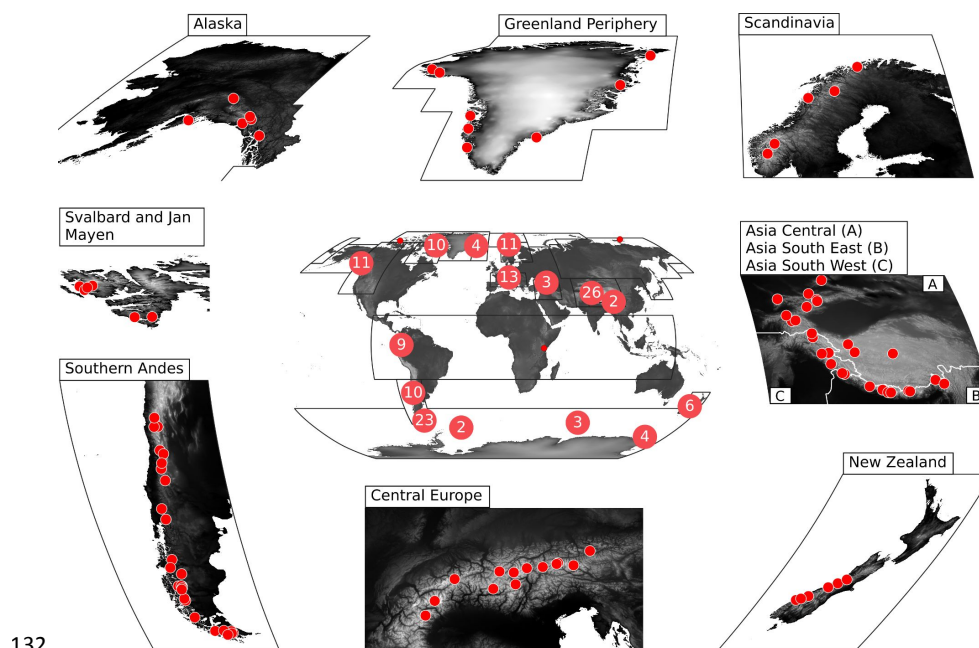 Alaska
Greenland Periphery
Scandinavia
Svalbard and Jan
Mayen
Asia Central (A)
Asia South East (B)
Asia South West (C)
A
C
B
10
4
11
11
13
3
26
2
9
10
23
2
3
4
6
Southern Andes
Central Europe
New Zealand
132